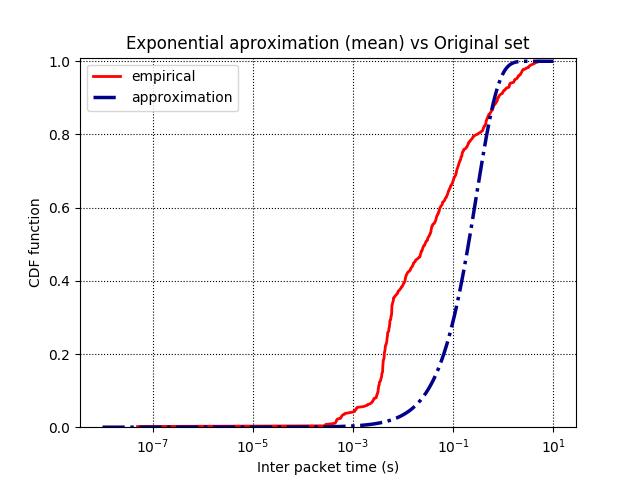 Exponential aproximation (mean) vs Original set
empirical
approximation
CDF function
1.0
0.8
0.6
0.4
0.2
0.0
10⁻⁷ 10⁻⁵ 10⁻³ 10⁻¹ 10¹
Inter packet time (s)